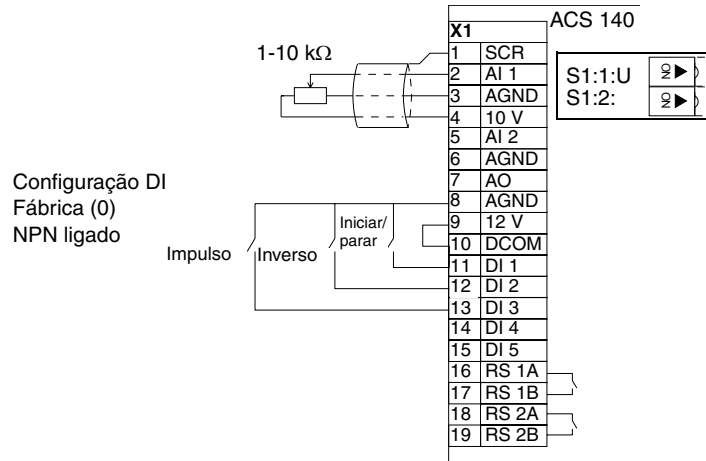 ACS 140
X1
1 SCR
2 AI 1
3 AGND
4 10 V
5 AI 2
6 AGND
7 AO
8 AGND
9 12 V
10 DCOM
11 DI 1
12 DI 2
13 DI 3
14 DI 4
15 DI 5
16 RS 1A
17 RS 1B
18 RS 2A
19 RS 2B
1-10 kΩ
S1:1:U
S1:2:
ON
ON
Configuração DI
Fábrica (0)
NPN ligado
Impulso
Inverso
Iniciar/
parar